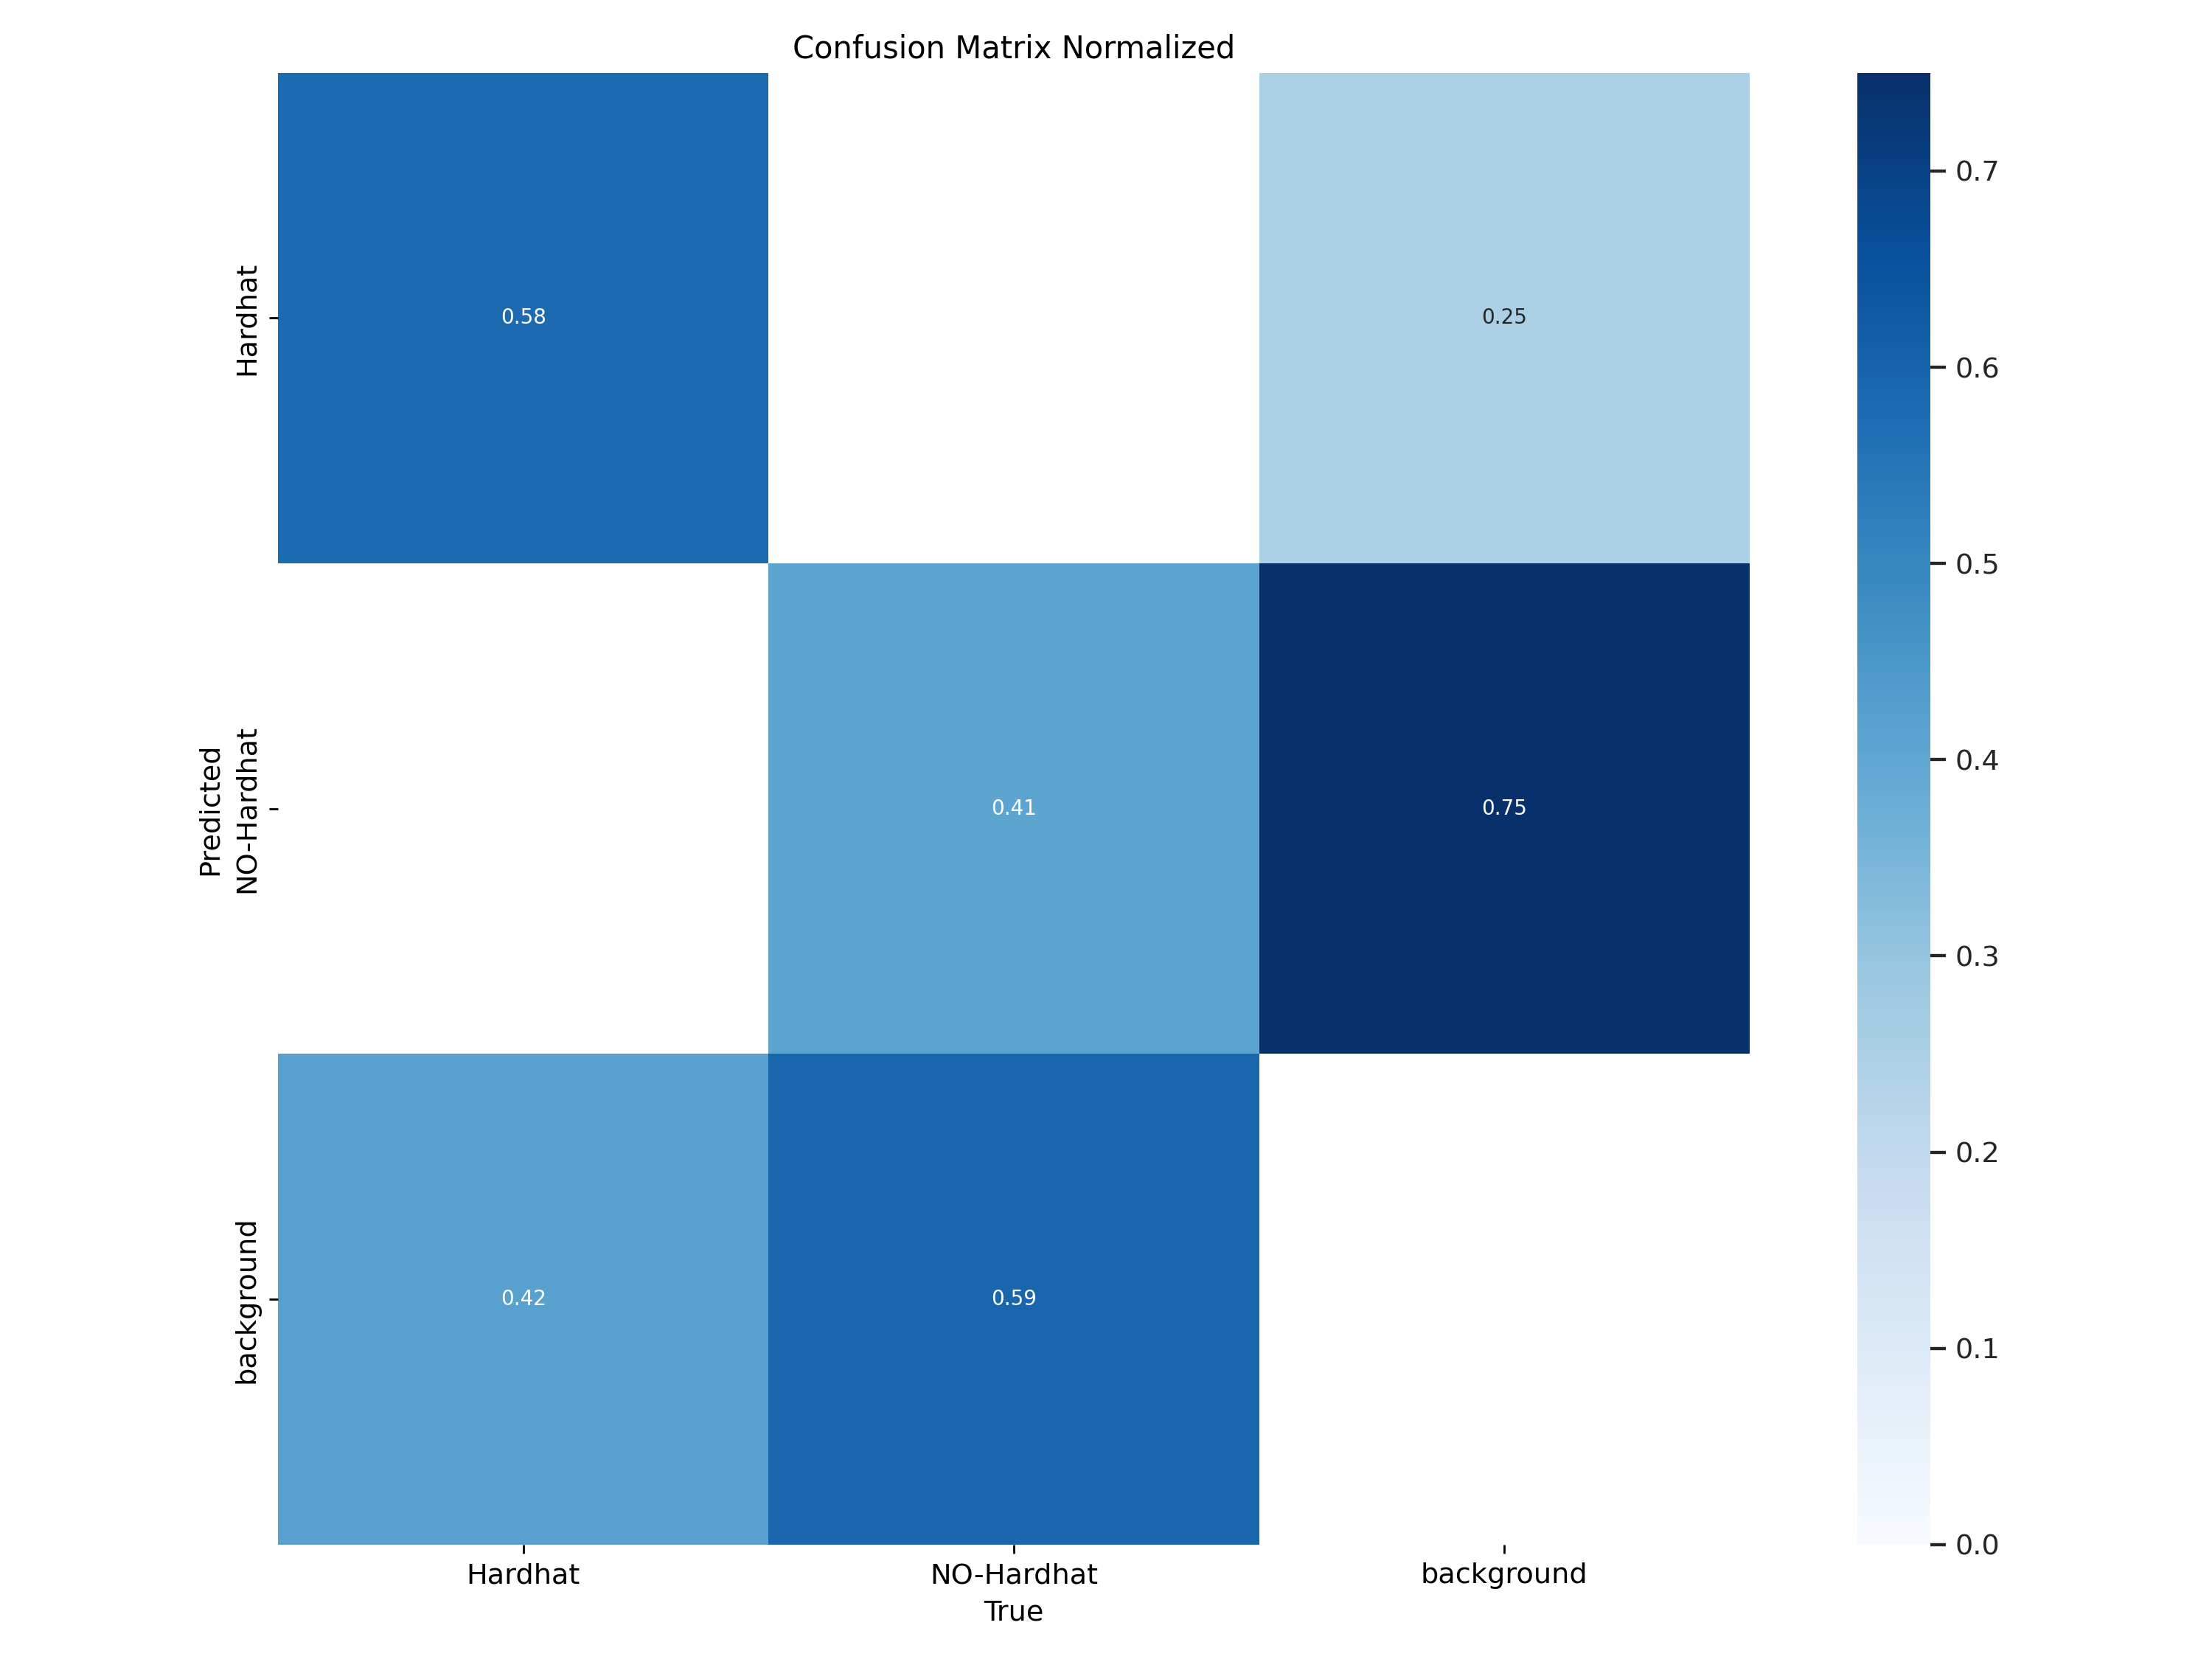 Confusion Matrix Normalized
Hardhat
0.58
0.25
0.7
0.6
0.5
Predicted
NO-Hardhat
0.41
0.75
0.4
0.3
background
0.42
0.59
0.2
0.1
0.0
Hardhat
NO-Hardhat
background
True